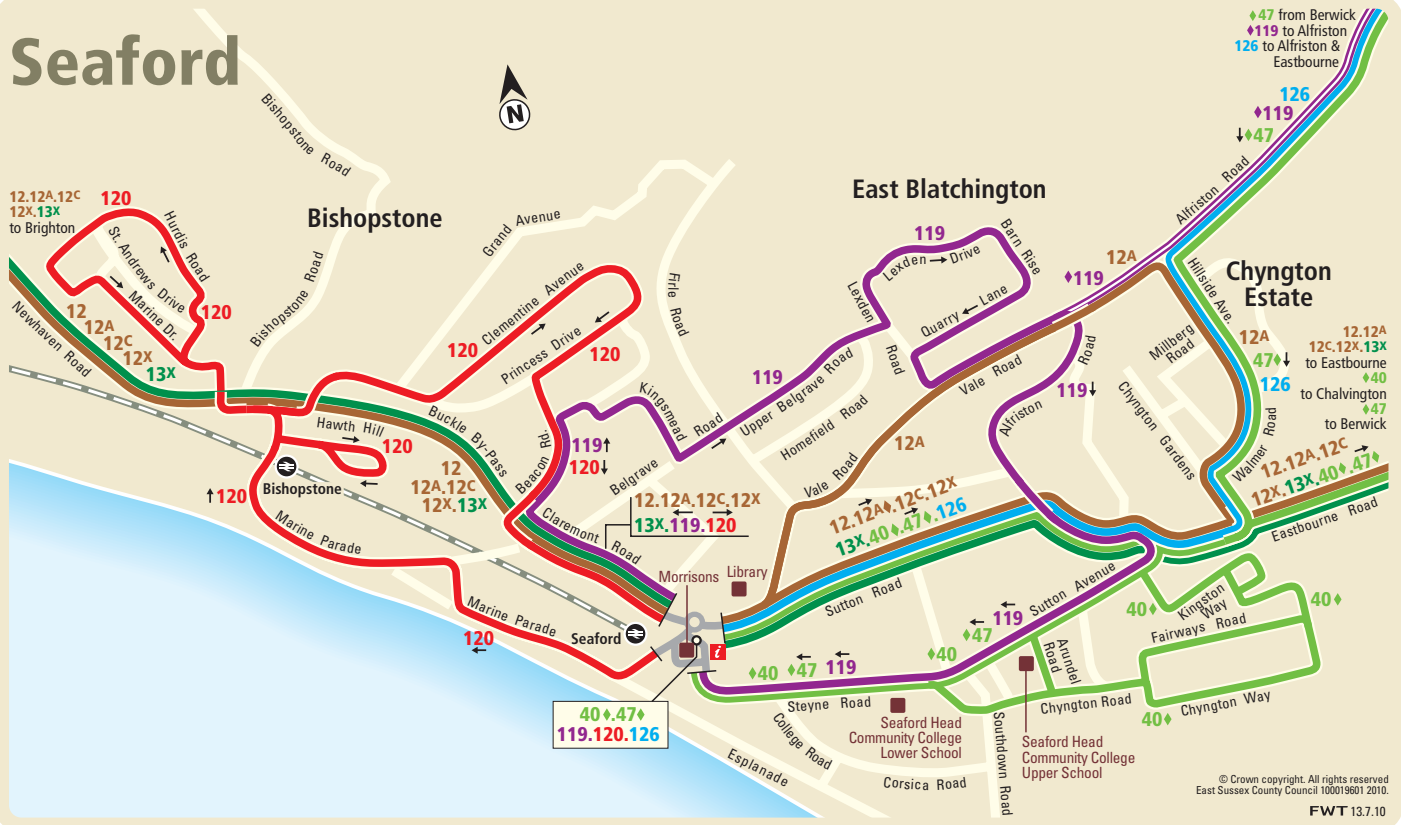 Seaford
♦47 from Berwick
♦119 to Alfriston
126 to Alfriston &
Eastbourne
126
♦119
↓♦47
Alfriston Road
N
Bishopstone Road
East Blatchington
Bishopstone
12.12A.12C
12X.13X
to Brighton
120
Hurdis Road
St. Andrews Drive
Marine Dr.
120
Grand Avenue
Bishopstone Road
Firle Road
119
Lexden → Drive
Barn Rise
Lexden
Road
Quarry ← Lane
♦119
12A
Hillside Ave.
Chyngton
Estate
12
12A
12C
12X
13X
Newhaven Road
120
Clementine Avenue
Princess Drive
120
Kingsmead
119
Upper Belgrave Road
Vale Road
Alfriston
Road
119↓
Millberg
Road
12A
47♦↓
126
12.12A
12C.12X.13X
to Eastbourne
♦40
to Chalvington
♦47
to Berwick
Hawth Hill
120
Buckle By-Pass
Beacon Rd.
119↑
120↓
Belgrave
Road
Homefield Road
12A
Chyngton Gardens
Walmer Road
12
12A.12C
12X.13X
Bishopstone
↑120
Marine Parade
Vale Road
12.12A.12C.12X
13X.119.120
Claremont Road
12.12A♦.12C.12X
13X.40♦.47♦.126
12.12A.12C →
12X.13X.40♦.47♦
Eastbourne Road
Morrisons
Library
Sutton Road
Marine Parade
120
←
Seaford
i
Sutton Avenue
←
119
←
♦47
♦40
40♦
Kingston
Way
Fairways Road
40♦
Arundel
Road
♦40 ♦47 119
Steyne Road
Chyngton Road
40♦
Chyngton Way
40♦.47♦
119.120.126
Seaford Head
Community College
Lower School
Seaford Head
Community College
Upper School
College Road
Southdown Road
Esplanade
Corsica Road
© Crown copyright. All rights reserved
East Sussex County Council 100019601 2010.
FWT 13.7.10